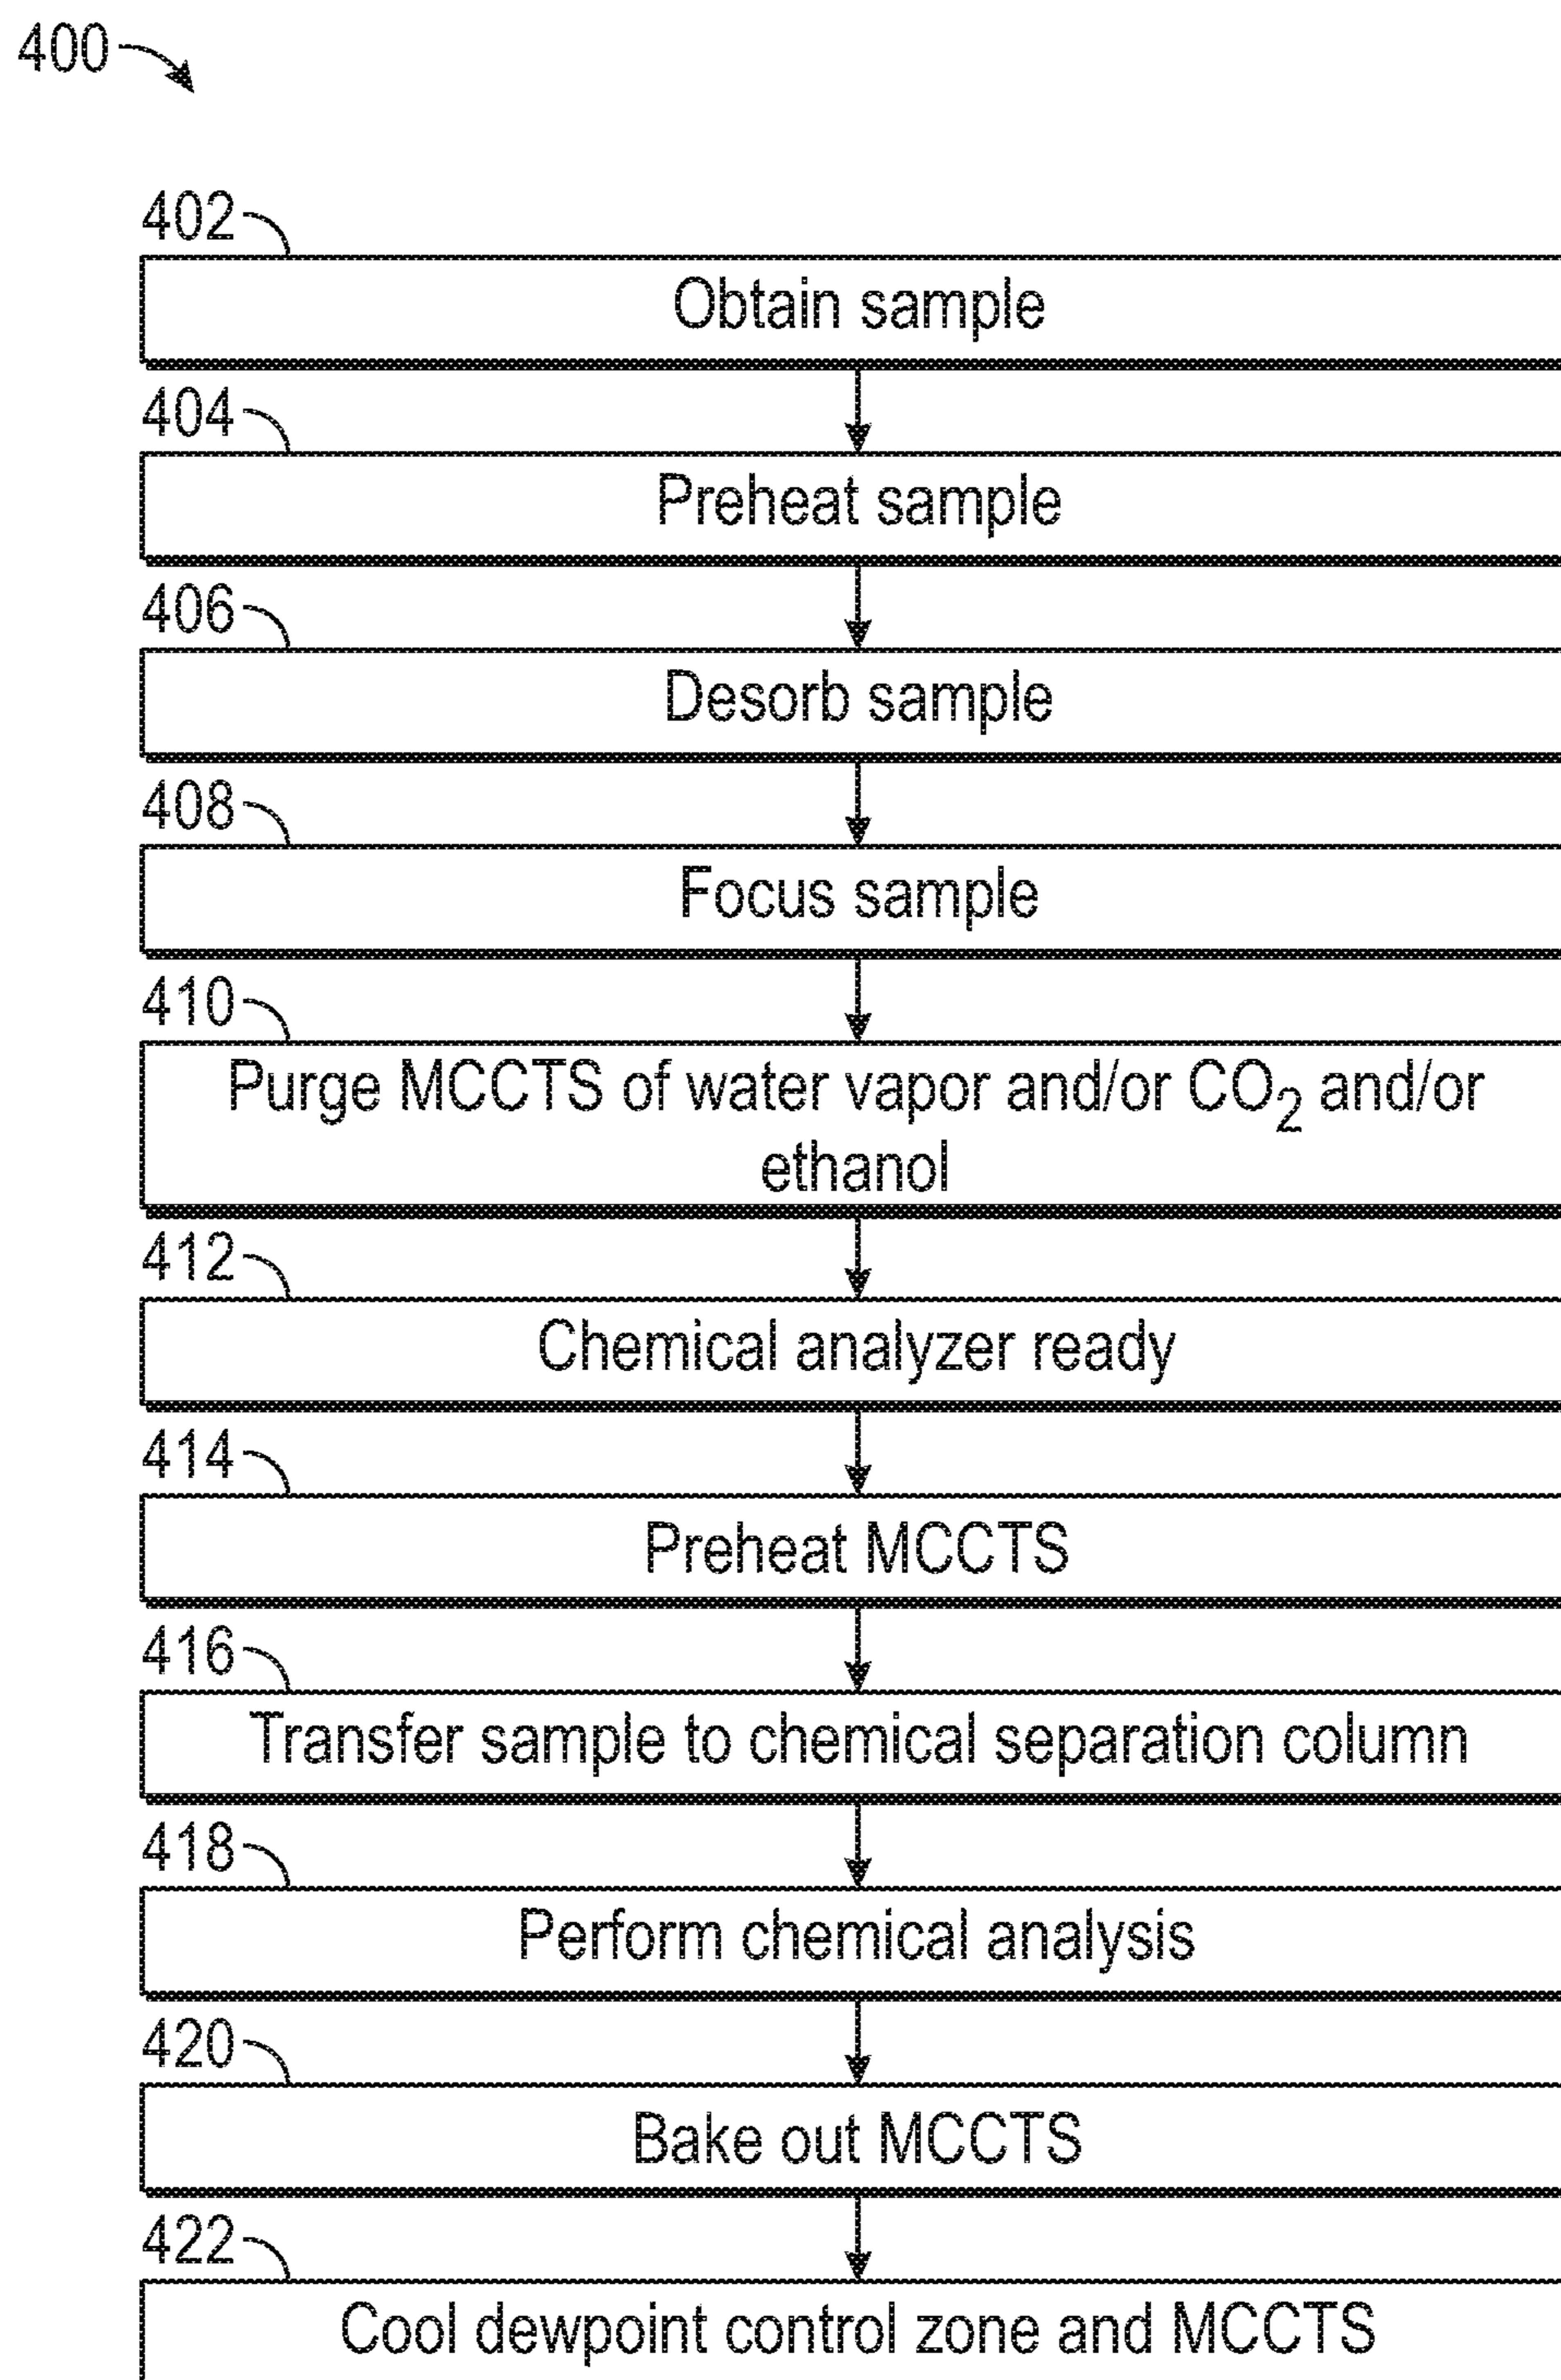 400
402
Obtain sample
404
Preheat sample
406
Desorb sample
408
Focus sample
410
Purge MCCTS of water vapor and/or CO₂ and/or
ethanol
412
Chemical analyzer ready
414
Preheat MCCTS
416
Transfer sample to chemical separation column
418
Perform chemical analysis
420
Bake out MCCTS
422
Cool dewpoint control zone and MCCTS